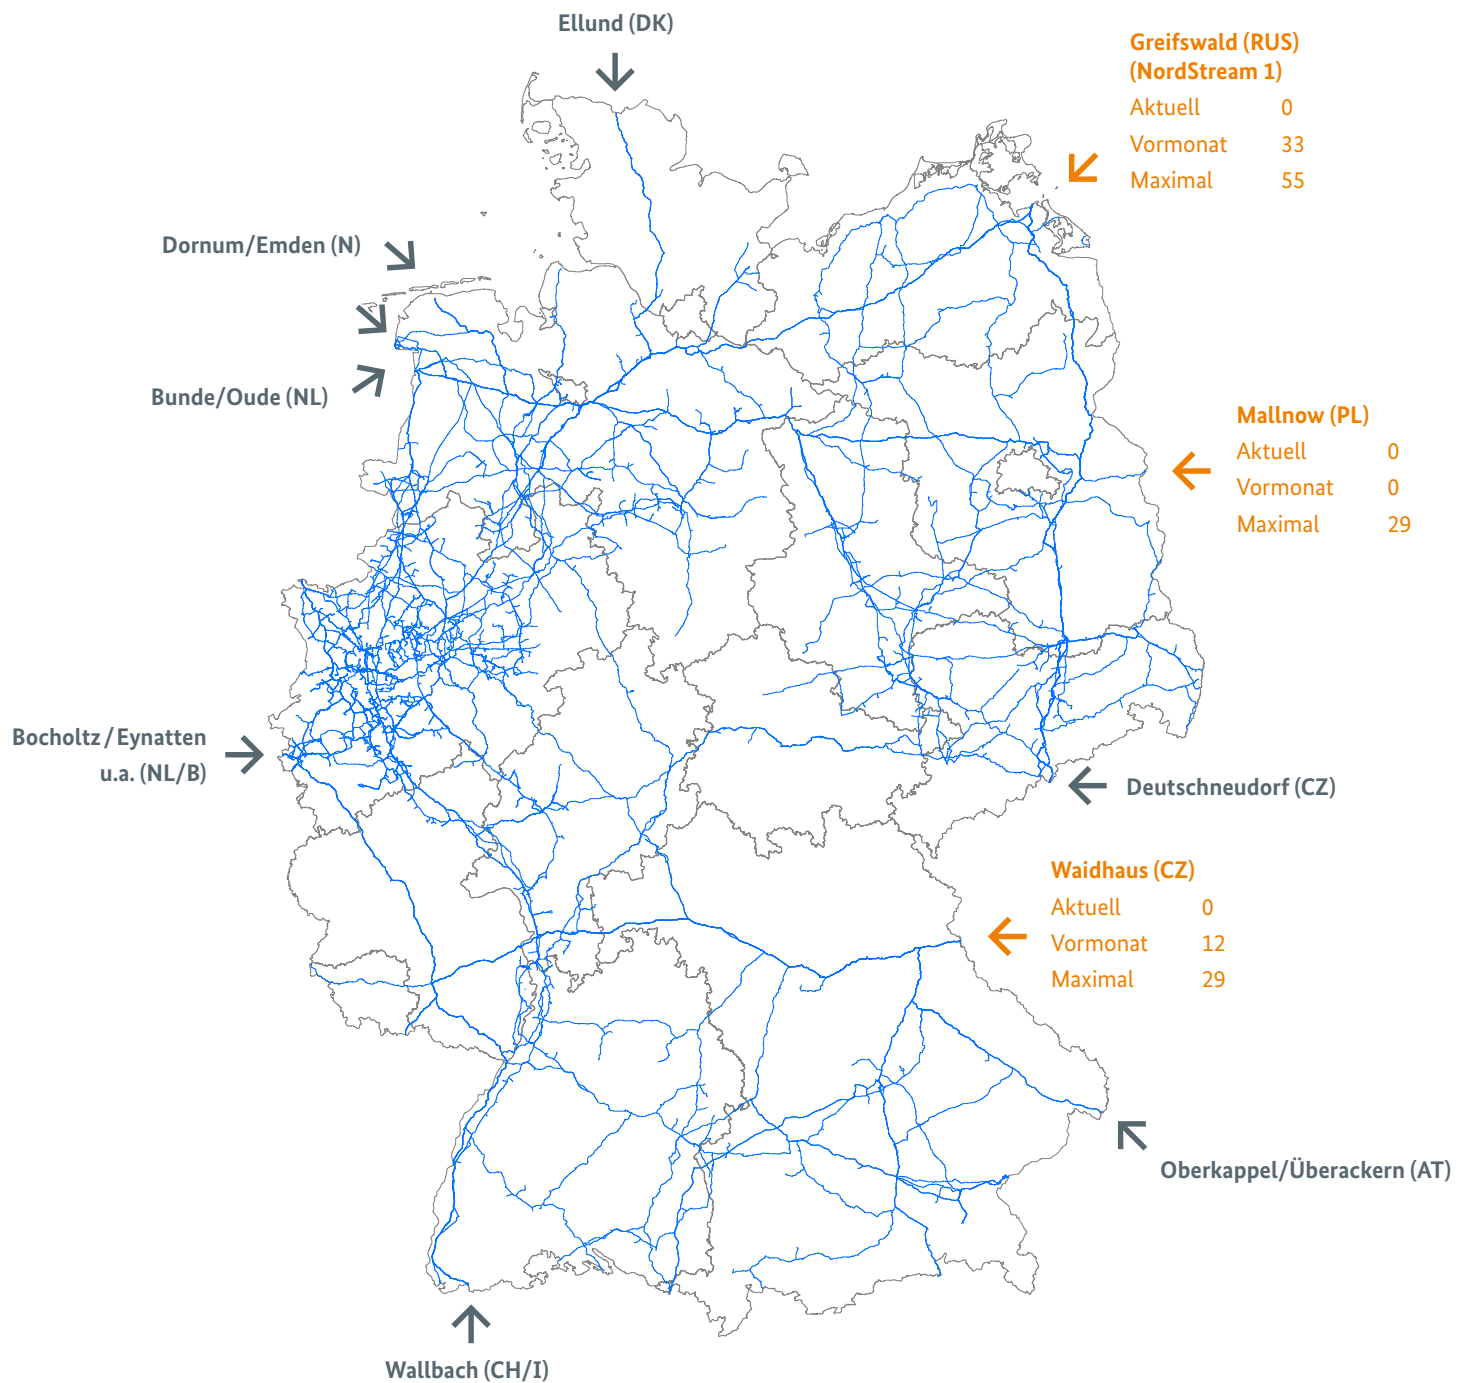 Ellund (DK)
Greifswald (RUS)
(NordStream 1)
Aktuell 0
Vormonat 33
Maximal 55
Dornum/Emden (N)
Bunde/Oude (NL)
Mallnow (PL)
Aktuell 0
Vormonat 0
Maximal 29
Bocholtz / Eynatten
u.a. (NL/B)
Deutschneudorf (CZ)
Waidhaus (CZ)
Aktuell 0
Vormonat 12
Maximal 29
Oberkappel/Überackern (AT)
Wallbach (CH/I)